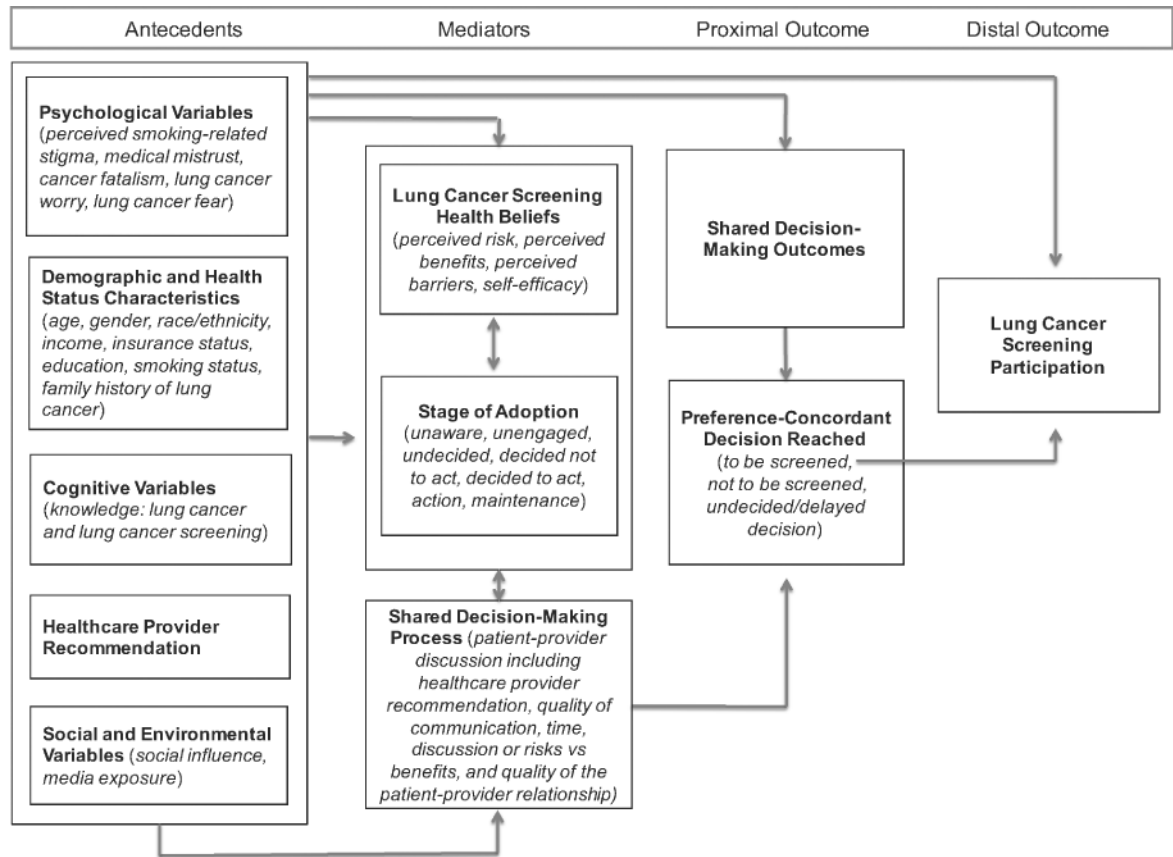 Antecedents
Mediators
Proximal Outcome
Distal Outcome
Psychological Variables
(perceived smoking-related
stigma, medical mistrust,
cancer fatalism, lung cancer
worry, lung cancer fear)
Demographic and Health
Status Characteristics
(age, gender, race/ethnicity,
income, insurance status,
education, smoking status,
family history of lung
cancer)
Cognitive Variables
(knowledge: lung cancer
and lung cancer screening)
Healthcare Provider
Recommendation
Social and Environmental
Variables (social influence,
media exposure)
Lung Cancer Screening
Health Beliefs
(perceived risk, perceived
benefits, perceived
barriers, self-efficacy)
Stage of Adoption
(unaware, unengaged,
undecided, decided not
to act, decided to act,
action, maintenance)
Shared Decision-Making
Process (patient-provider
discussion including
healthcare provider
recommendation, quality of
communication, time,
discussion or risks vs
benefits, and quality of the
patient-provider relationship)
Shared Decision-
Making Outcomes
Preference-Concordant
Decision Reached
(to be screened,
not to be screened,
undecided/delayed
decision)
Lung Cancer
Screening
Participation